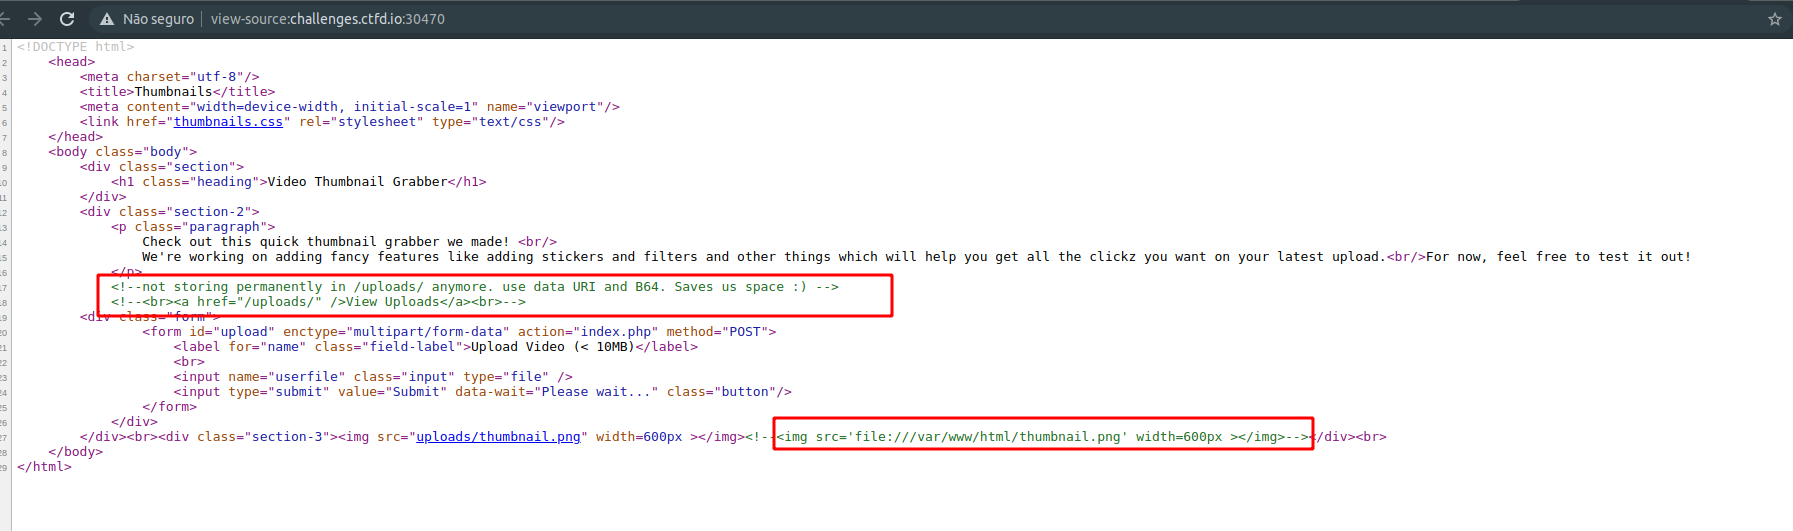 Não seguro | view-source:challenges.ctfd.io:30470
1 <!DOCTYPE html>
2 <head>
3 <meta charset="utf-8"/>
4 <title>Thumbnails</title>
5 <meta content="width=device-width, initial-scale=1" name="viewport"/>
6 <link href="thumbnails.css" rel="stylesheet" type="text/css"/>
7 </head>
8 <body class="body">
9 <div class="section">
10 <h1 class="heading">Video Thumbnail Grabber</h1>
11 </div>
12 <div class="section-2">
13 <p class="paragraph">
14 Check out this quick thumbnail grabber we made! <br/>
15 We're working on adding fancy features like adding stickers and filters and other things which will help you get all the clickz you want on your latest upload.<br/>For now, feel free to test it out!
16 </p>
17 <!--not storing permanently in /uploads/ anymore. use data URI and B64. Saves us space :) -->
18 <!--<br><a href="/uploads/" />View Uploads</a><br>-->
19 <div class="form">
20 <form id="upload" enctype="multipart/form-data" action="index.php" method="POST">
21 <label for="name" class="field-label">Upload Video (< 10MB)</label>
22 <br>
23 <input name="userfile" class="input" type="file" />
24 <input type="submit" value="Submit" data-wait="Please wait..." class="button"/>
25 </form>
26 </div>
27 </div><br><div class="section-3"><img src="uploads/thumbnail.png" width=600px ></img><!--<img src='file:///var/www/html/thumbnail.png' width=600px ></img>--></div><br>
28 </body>
29 </html>